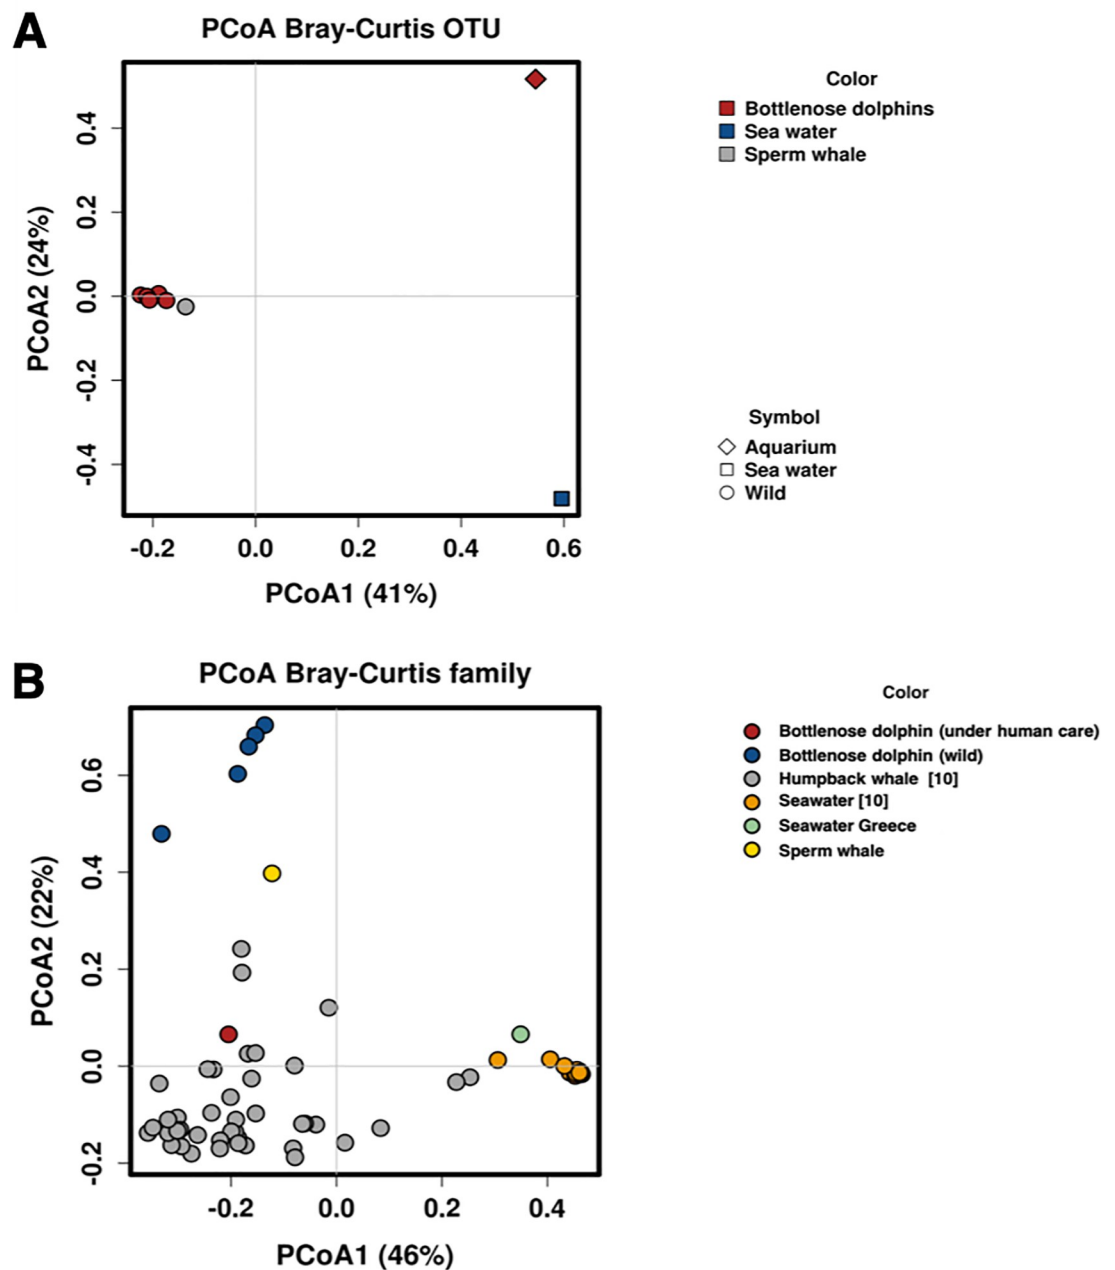 A
PCoA Bray-Curtis OTU
Color
Bottlenose dolphins
Sea water
Sperm whale
Symbol
Aquarium
Sea water
Wild
PCoA2 (24%)
0.4
0.2
0.0
-0.2
-0.4
-0.2 0.0 0.2 0.4 0.6
PCoA1 (41%)
B
PCoA Bray-Curtis family
Color
Bottlenose dolphin (under human care)
Bottlenose dolphin (wild)
Humpback whale [10]
Seawater [10]
Seawater Greece
Sperm whale
PCoA2 (22%)
0.6
0.4
0.2
0.0
-0.2
-0.2 0.0 0.2 0.4
PCoA1 (46%)